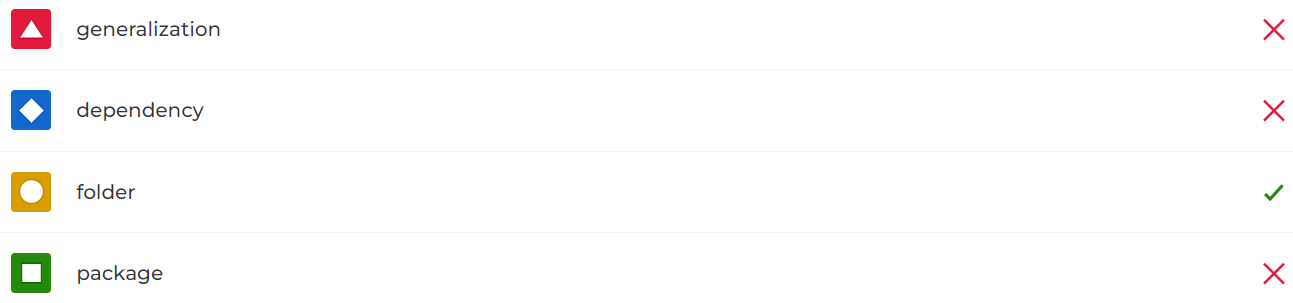 generalization
dependency
folder
package